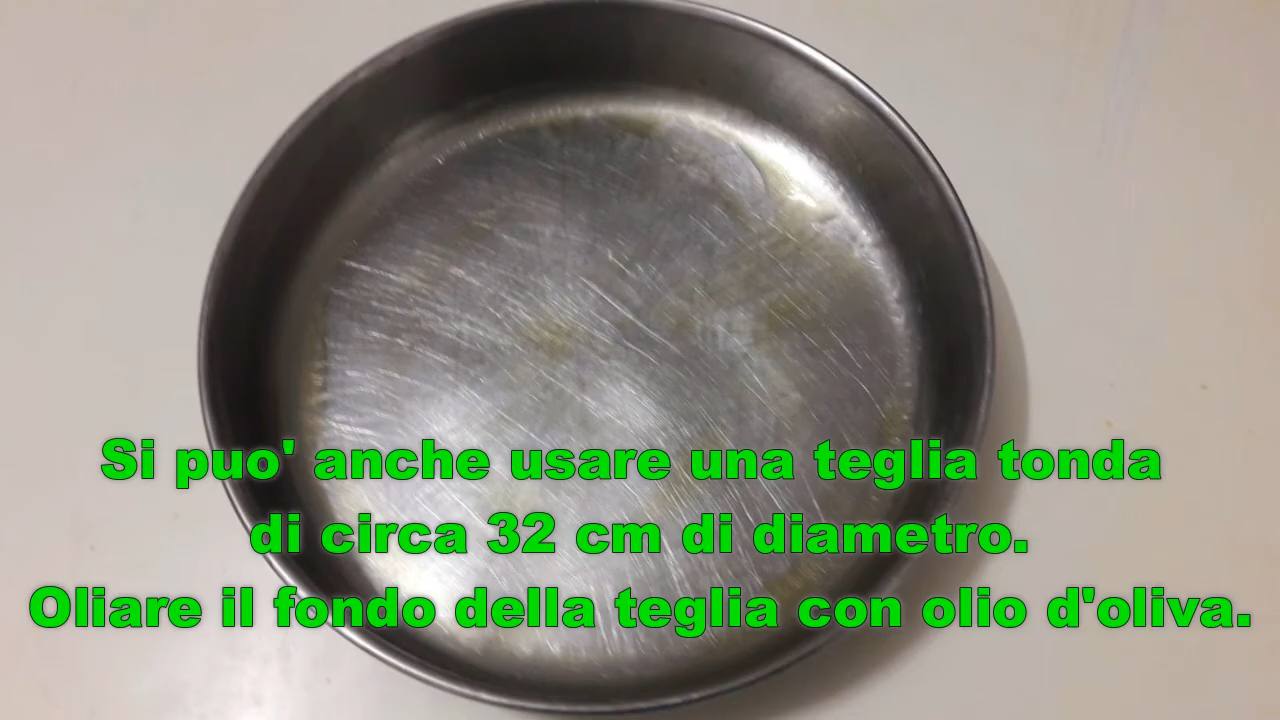 Si puo' anche usare una teglia tonda
di circa 32 cm di diametro.
Oliare il fondo della teglia con olio d'oliva.